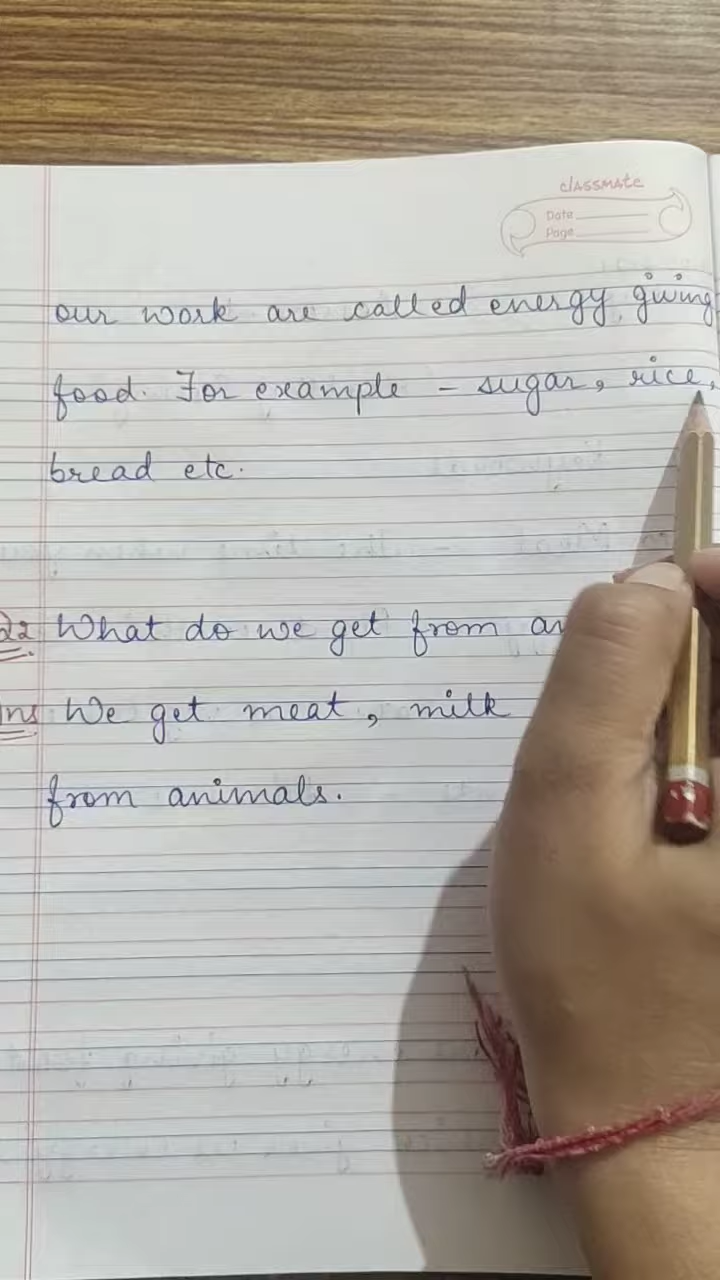 classmate
Date
Page
our work are called energy giving
food. For example - sugar, rice,
bread etc.
Q2. What do we get from
Ans We get meat, milk
from animals.